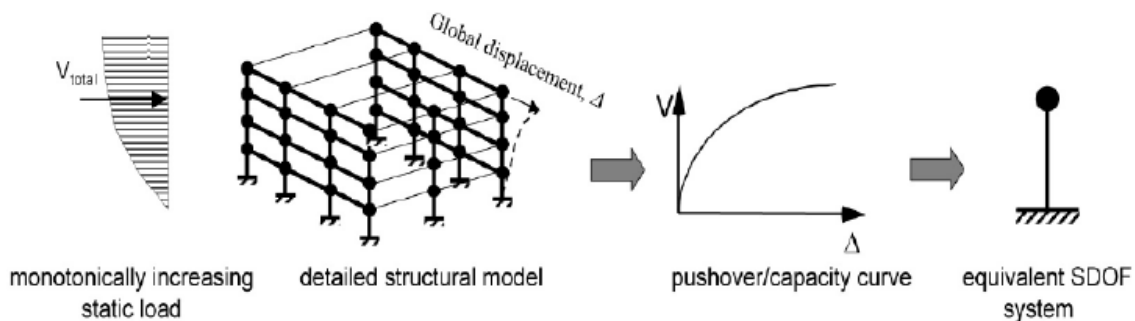 V_total
Global displacement, Δ
V
Δ
monotonically increasing
static load
detailed structural model
pushover/capacity curve
equivalent SDOF
system